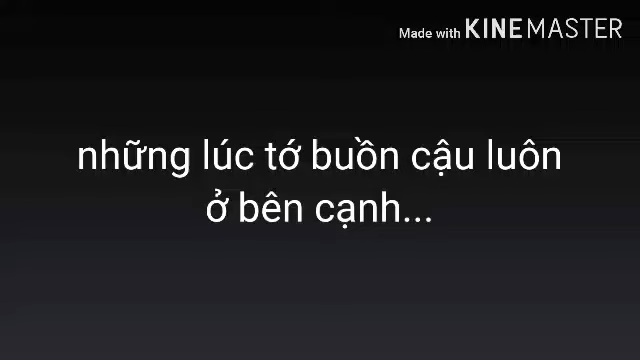 Made with KINEMASTER
những lúc tớ buồn cậu luôn
ở bên cạnh...